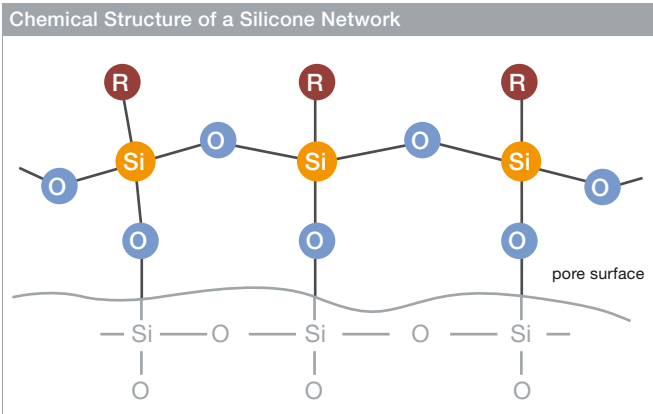 Chemical Structure of a Silicone Network
R R R
O O
Si Si Si
O O
O O O
pore surface
Si O Si O Si
O O O